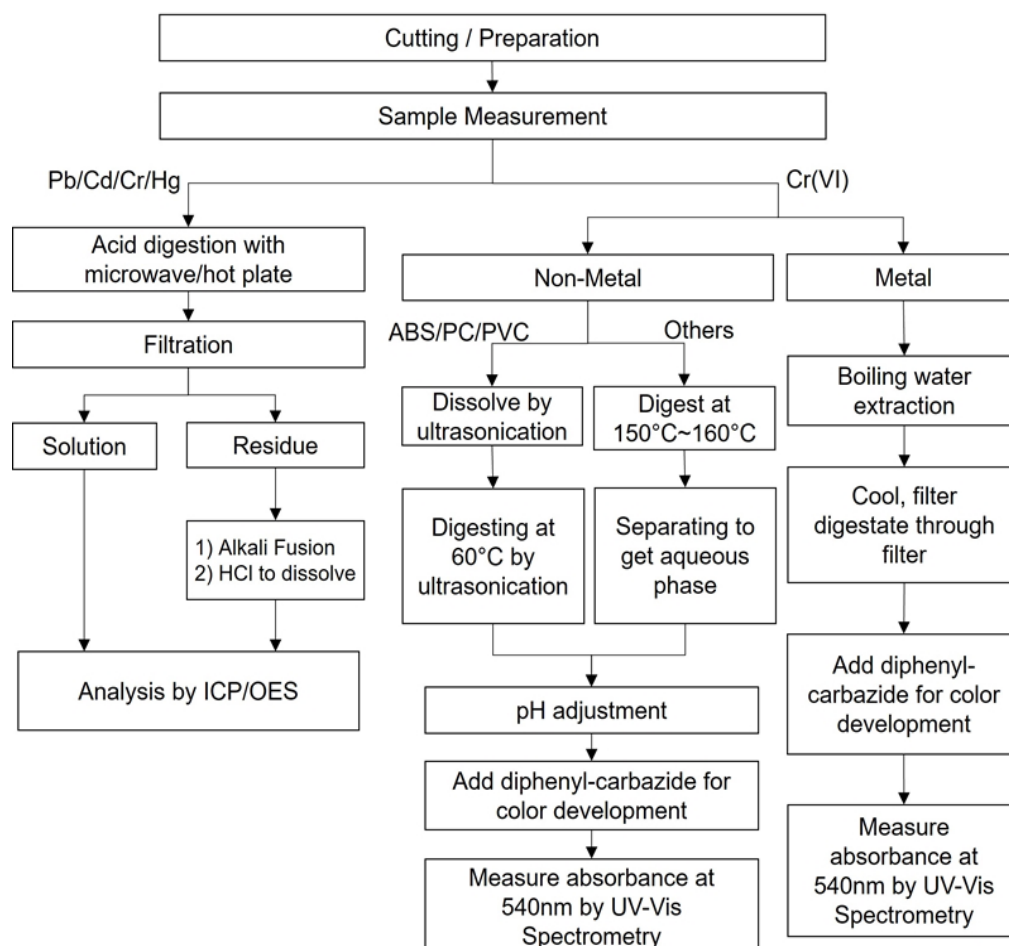 Cutting / Preparation
Sample Measurement
Pb/Cd/Cr/Hg
Cr(VI)
Acid digestion with
microwave/hot plate
Filtration
Solution
Residue
1) Alkali Fusion
2) HCl to dissolve
Analysis by ICP/OES
Non-Metal
ABS/PC/PVC
Others
Dissolve by
ultrasonication
Digest at
150°C~160°C
Digesting at
60°C by
ultrasonication
Separating to
get aqueous
phase
pH adjustment
Add diphenyl-carbazide for
color development
Measure absorbance at
540nm by UV-Vis
Spectrometry
Metal
Boiling water
extraction
Cool, filter
digestate through
filter
Add diphenyl-
carbazide for color
development
Measure
absorbance at
540nm by UV-Vis
Spectrometry